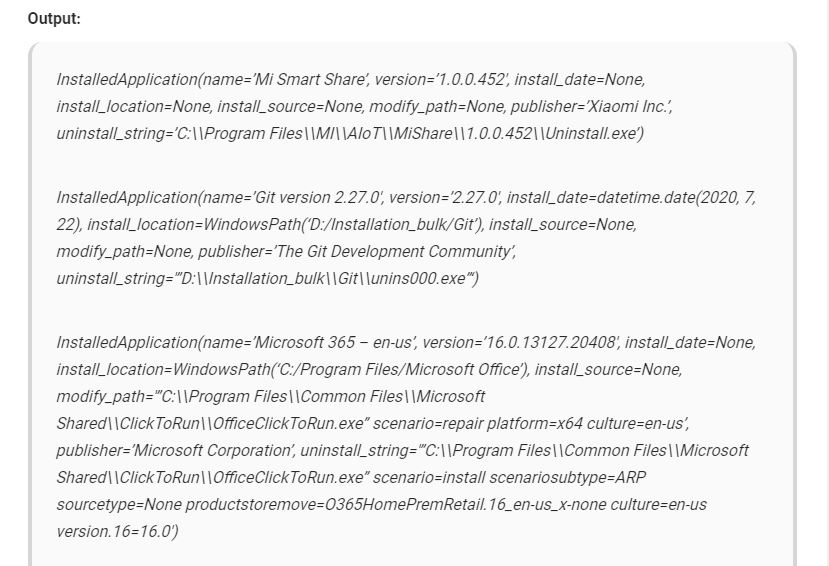 Output:
InstalledApplication(name=’Mi Smart Share’, version=’1.0.0.452′, install_date=None,
install_location=None, install_source=None, modify_path=None, publisher=’Xiaomi Inc.’,
uninstall_string=’C:\\Program Files\\MI\\AIoT\\MiShare\\1.0.0.452\\Uninstall.exe’)
InstalledApplication(name=’Git version 2.27.0′, version=’2.27.0′, install_date=datetime.date(2020, 7,
22), install_location=WindowsPath(‘D:/Installation_bulk/Git’), install_source=None,
modify_path=None, publisher=’The Git Development Community’,
uninstall_string=’”D:\\Installation_bulk\\Git\\unins000.exe”‘)
InstalledApplication(name=’Microsoft 365 – en-us’, version=’16.0.13127.20408′, install_date=None,
install_location=WindowsPath(‘C:/Program Files/Microsoft Office’), install_source=None,
modify_path=’”C:\\Program Files\\Common Files\\Microsoft
Shared\\ClickToRun\\OfficeClickToRun.exe” scenario=repair platform=x64 culture=en-us’,
publisher=’Microsoft Corporation’, uninstall_string=’”C:\\Program Files\\Common Files\\Microsoft
Shared\\ClickToRun\\OfficeClickToRun.exe” scenario=install scenariosubtype=ARP
sourcetype=None productstoremove=O365HomePremRetail.16_en-us_x-none culture=en-us
version.16=16.0′)